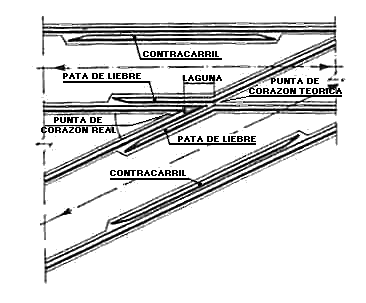 CONTRACARRIL
PATA DE LIEBRE
LAGUNA
PUNTA DE
CORAZON TEORICA
PUNTA DE
CORAZON REAL
PATA DE LIEBRE
CONTRACARRIL